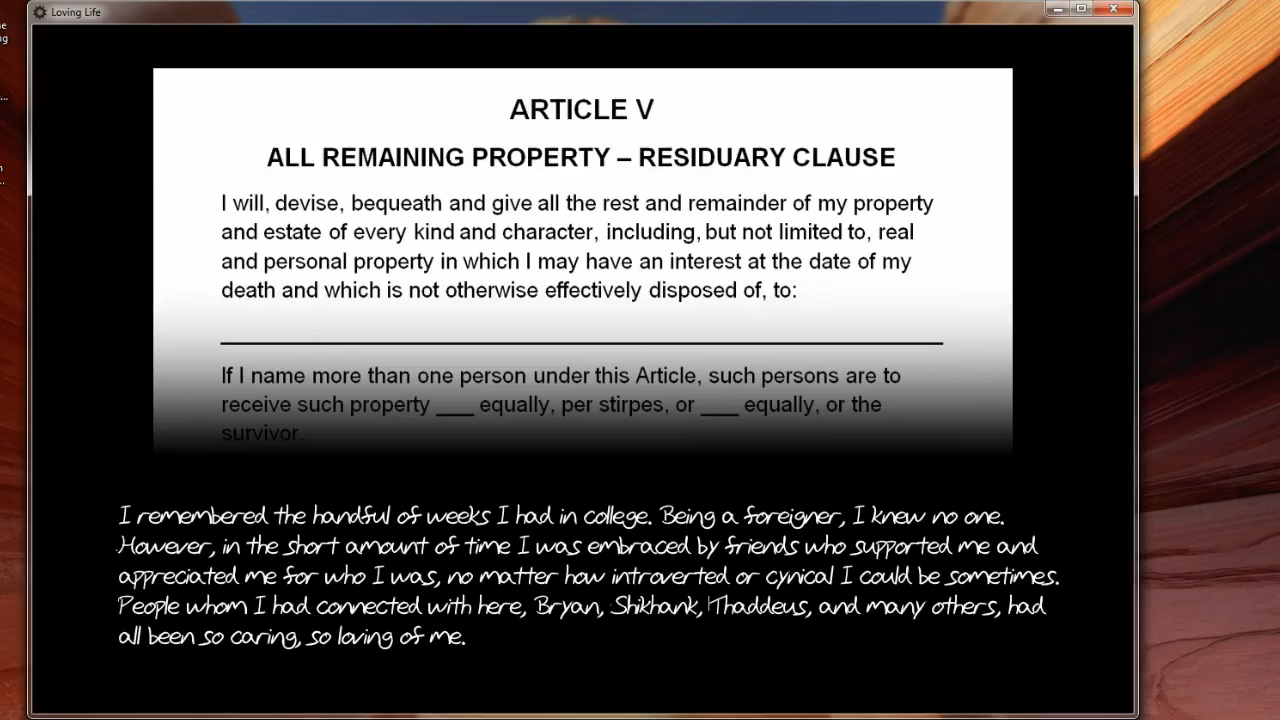 Loving Life
ARTICLE V
ALL REMAINING PROPERTY – RESIDUARY CLAUSE
I will, devise, bequeath and give all the rest and remainder of my property
and estate of every kind and character, including, but not limited to, real
and personal property in which I may have an interest at the date of my
death and which is not otherwise effectively disposed of, to:
If I name more than one person under this Article, such persons are to
receive such property ___ equally, per stirpes, or ___ equally, or the
survivor.
I remembered the handful of weeks I had in college. Being a foreigner, I knew no one.
However, in the short amount of time I was embraced by friends who supported me and
appreciated me for who I was, no matter how introverted or cynical I could be sometimes.
People whom I had connected with here, Bryan, Shikhank, Thaddeus, and many others, had
all been so caring, so loving of me.